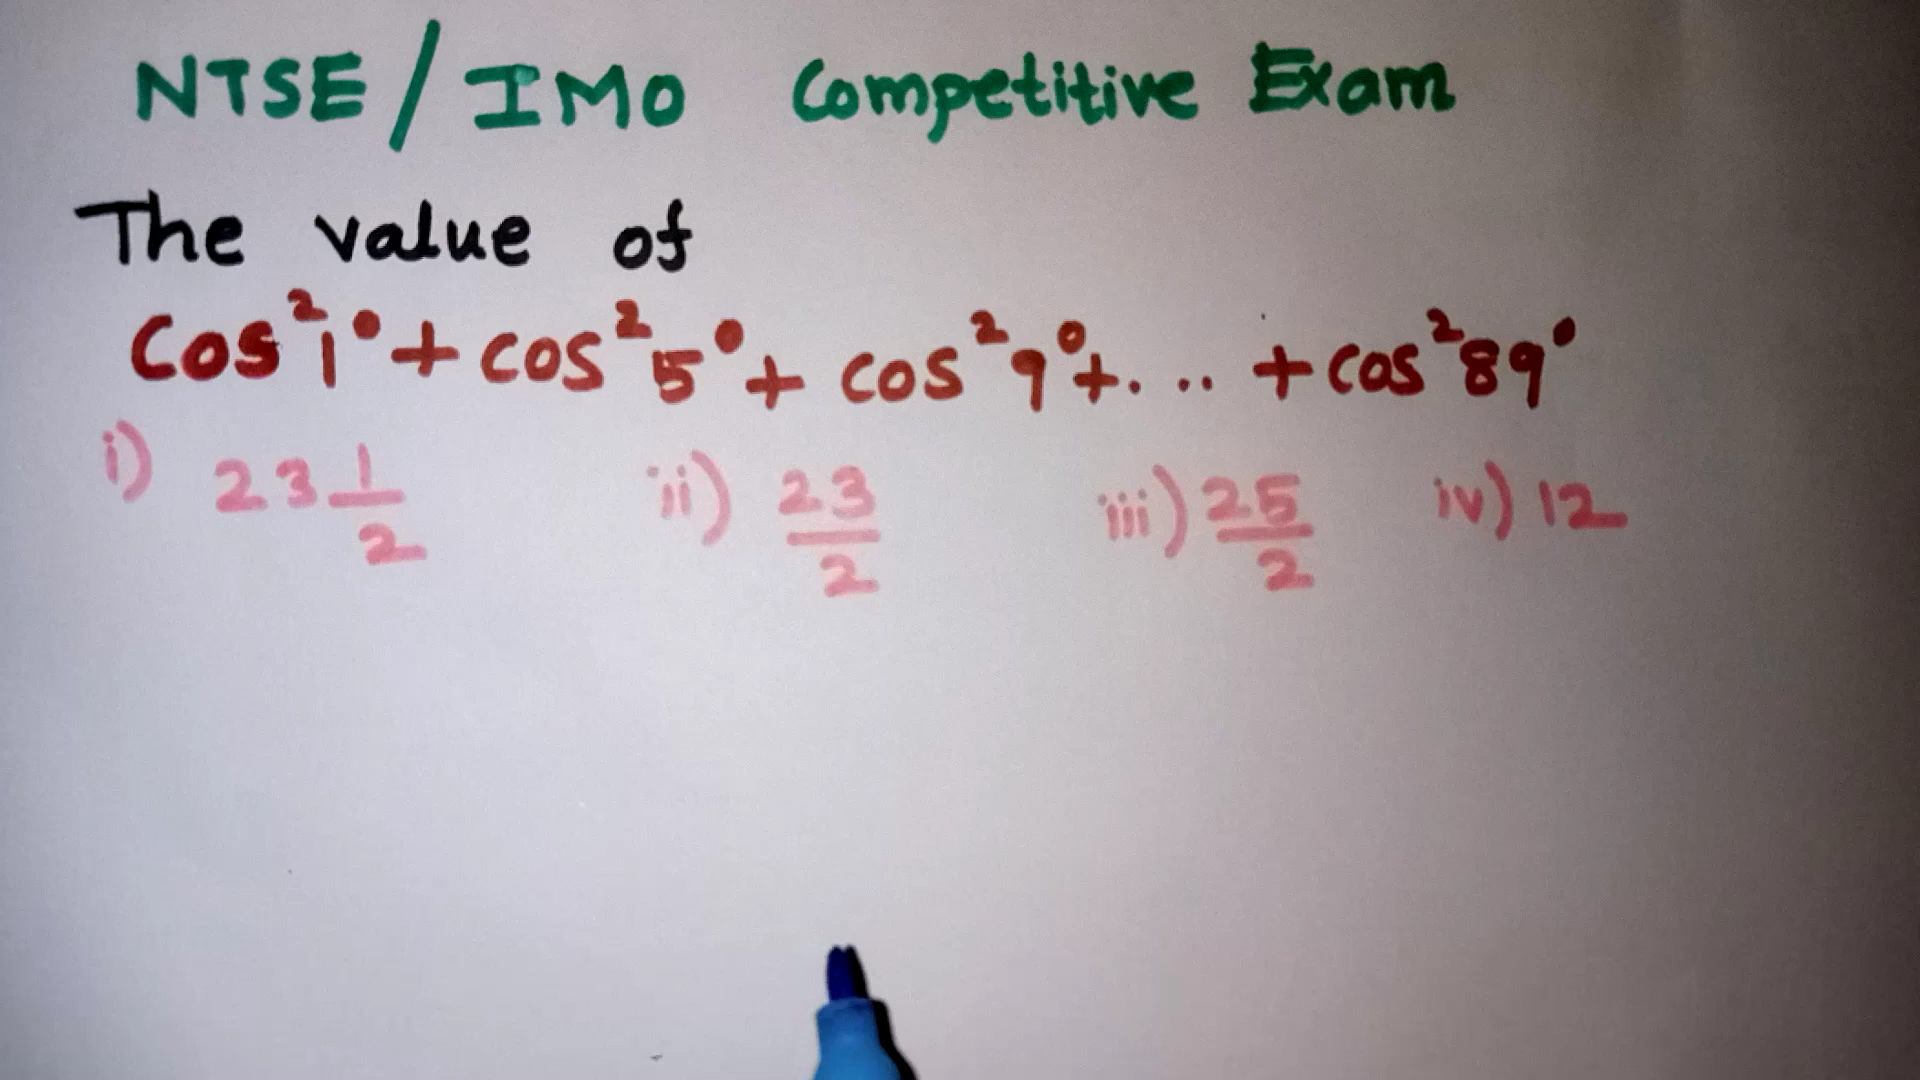 NTSE/IMO Competitive Exam
The value of
Cos²1° + cos²5° + cos²9° + ... + cos²89°
i) 23 1/2 ii) 23/2 iii) 25/2 iv) 12